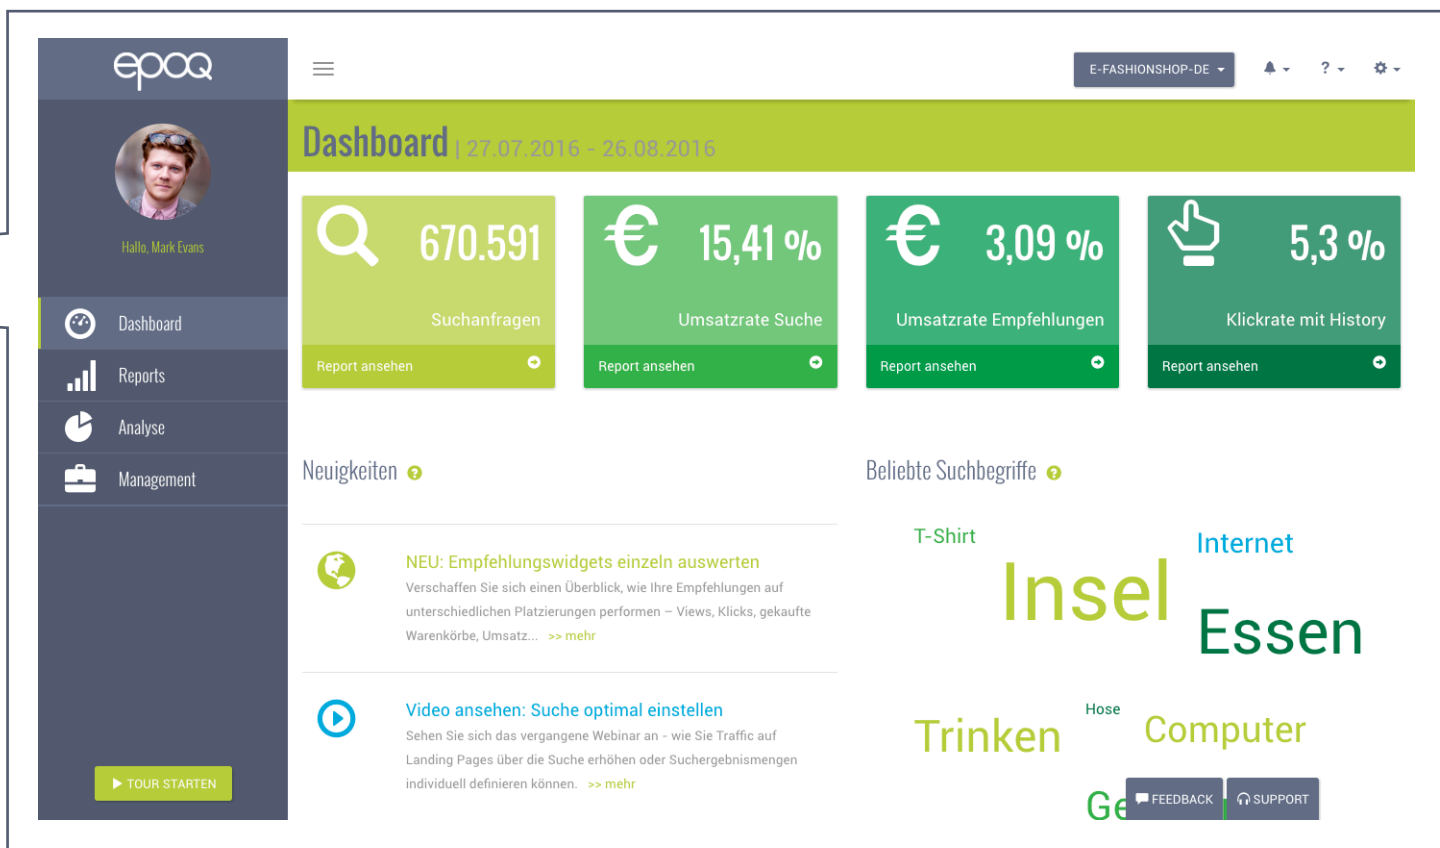 epoq
E-FASHIONSHOP-DE
?
Dashboard | 27.07.2016 - 26.08.2016
Hallo, Mark Evans
Dashboard
Reports
Analyse
Management
TOUR STARTEN
670.591
Suchanfragen
Report ansehen
€ 15,41 %
Umsatzrate Suche
Report ansehen
€ 3,09 %
Umsatzrate Empfehlungen
Report ansehen
5,3 %
Klickrate mit History
Report ansehen
Neuigkeiten ?
NEU: Empfehlungswidgets einzeln auswerten
Verschaffen Sie sich einen Überblick, wie Ihre Empfehlungen auf
unterschiedlichen Platzierungen performen – Views, Klicks, gekaufte
Warenkörbe, Umsatz... >> mehr
Video ansehen: Suche optimal einstellen
Sehen Sie sich das vergangene Webinar an - wie Sie Traffic auf
Landing Pages über die Suche erhöhen oder Suchergebnismengen
individuell definieren können. >> mehr
Beliebte Suchbegriffe ?
T-Shirt
Internet
Insel
Essen
Hose
Trinken
Computer
FEEDBACK
SUPPORT